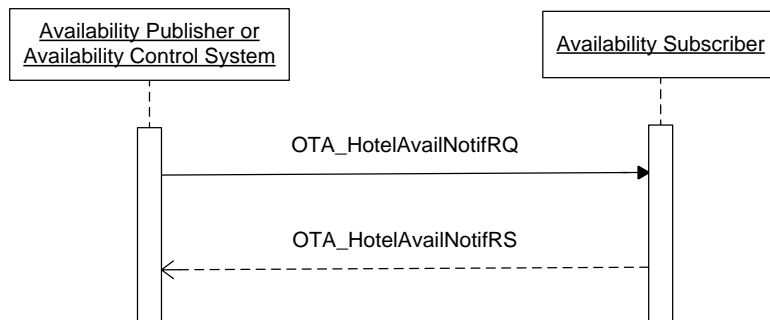 Availability Publisher or
Availability Control System
Availability Subscriber
OTA_HotelAvailNotifRQ
OTA_HotelAvailNotifRS